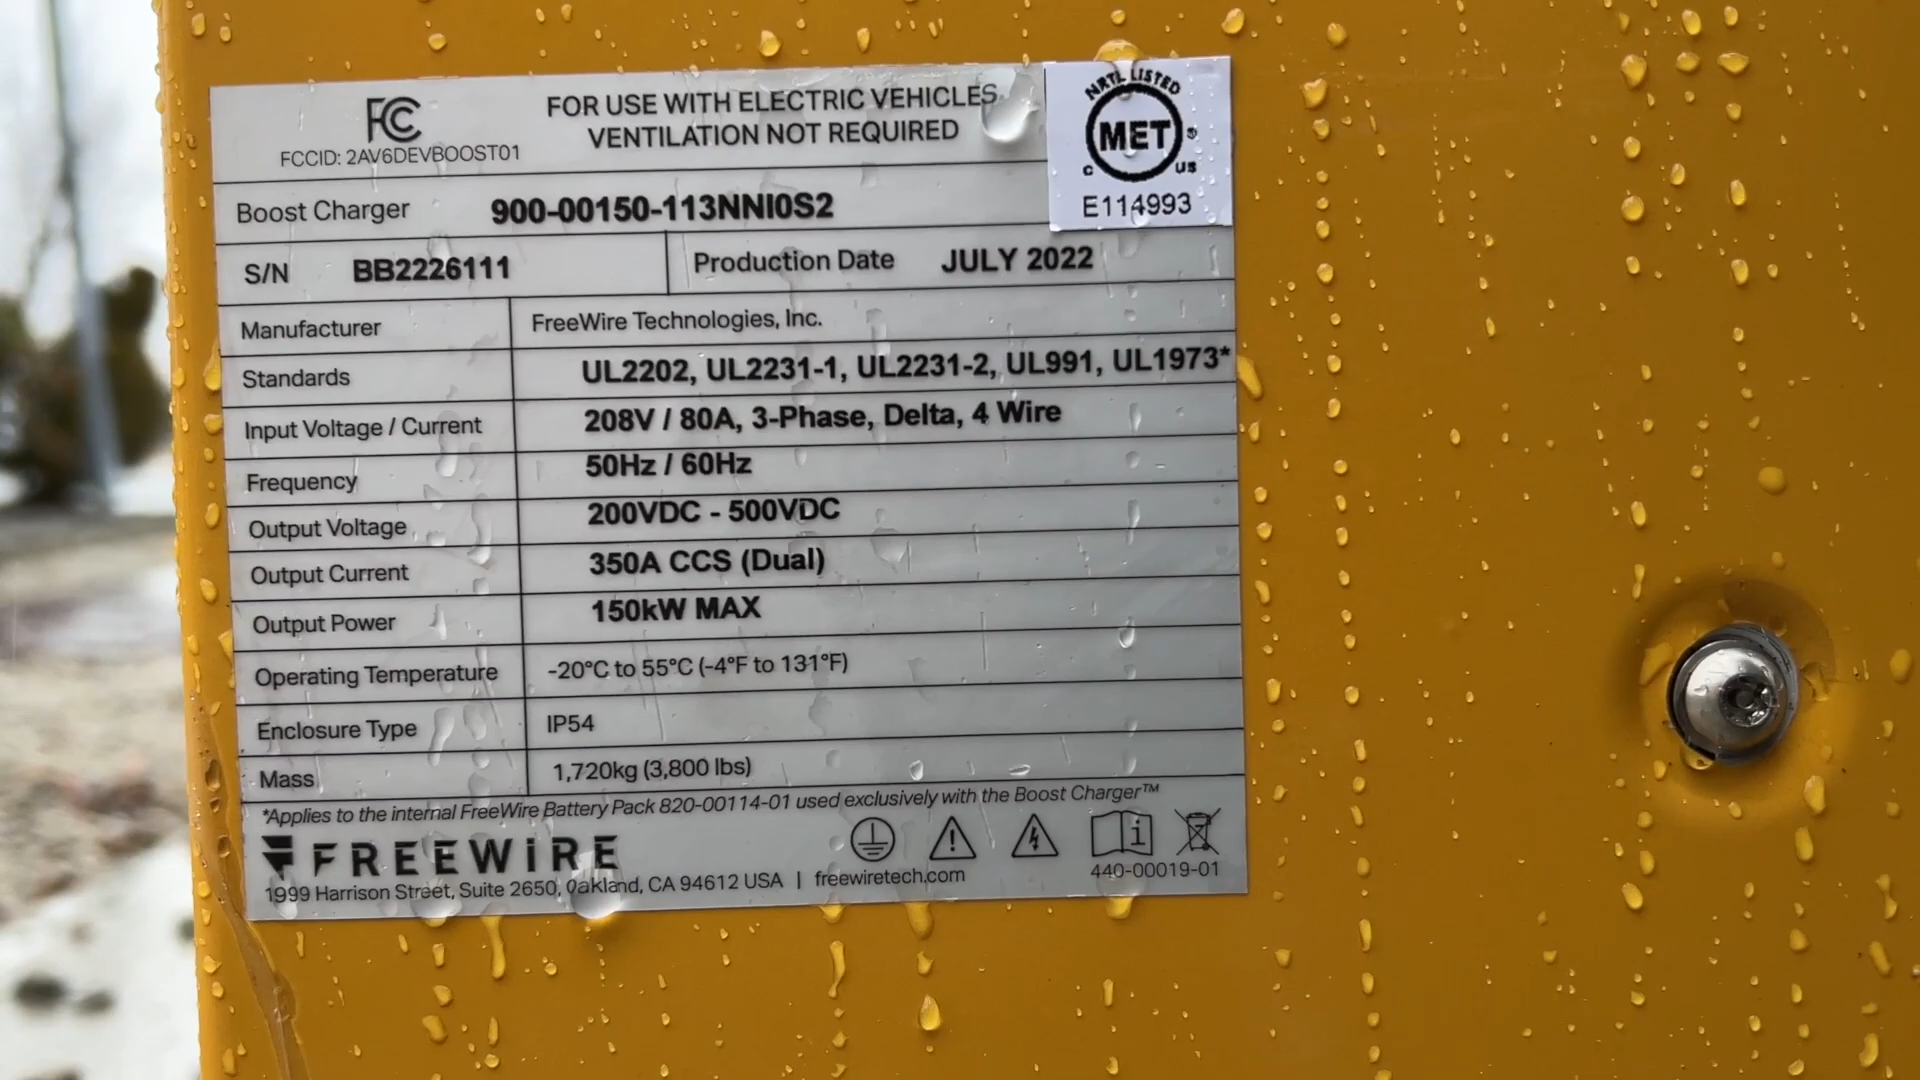 FC
FCCID: 2AV6DEVBOOST01
FOR USE WITH ELECTRIC VEHICLES
VENTILATION NOT REQUIRED
NRTL LISTED
MET ®
C US
E114993
Boost Charger 900-00150-113NNI0S2
S/N BB2226111 Production Date JULY 2022
Manufacturer FreeWire Technologies, Inc.
Standards UL2202, UL2231-1, UL2231-2, UL991, UL1973*
Input Voltage / Current 208V / 80A, 3-Phase, Delta, 4 Wire
Frequency 50Hz / 60Hz
Output Voltage 200VDC - 500VDC
Output Current 350A CCS (Dual)
Output Power 150kW MAX
Operating Temperature -20°C to 55°C (-4°F to 131°F)
Enclosure Type IP54
Mass 1,720kg (3,800 lbs)
*Applies to the internal FreeWire Battery Pack 820-00114-01 used exclusively with the Boost Charger™
FREEWiRE
1999 Harrison Street, Suite 2650, Oakland, CA 94612 USA | freewiretech.com
440-00019-01